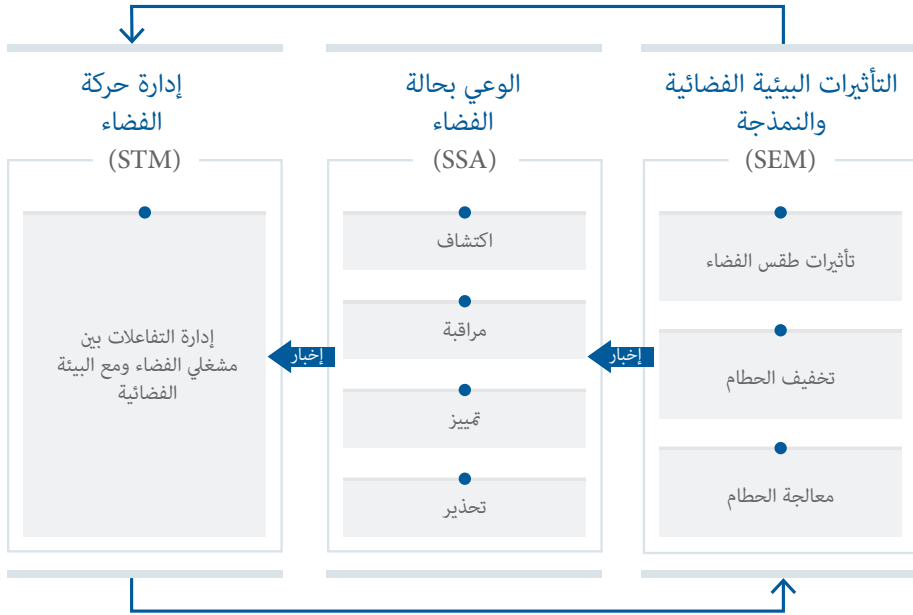 التأثيرات البيئية الفضائية
والنمذجة
(SEM)
تأثيرات طقس الفضاء
تخفيف الحطام
معالجة الحطام
إخبار
الوعي بحالة
الفضاء
(SSA)
اكتشاف
مراقبة
تمييز
تحذير
إخبار
إدارة حركة
الفضاء
(STM)
إدارة التفاعلات بين
مشغلي الفضاء ومع البيئة
الفضائية